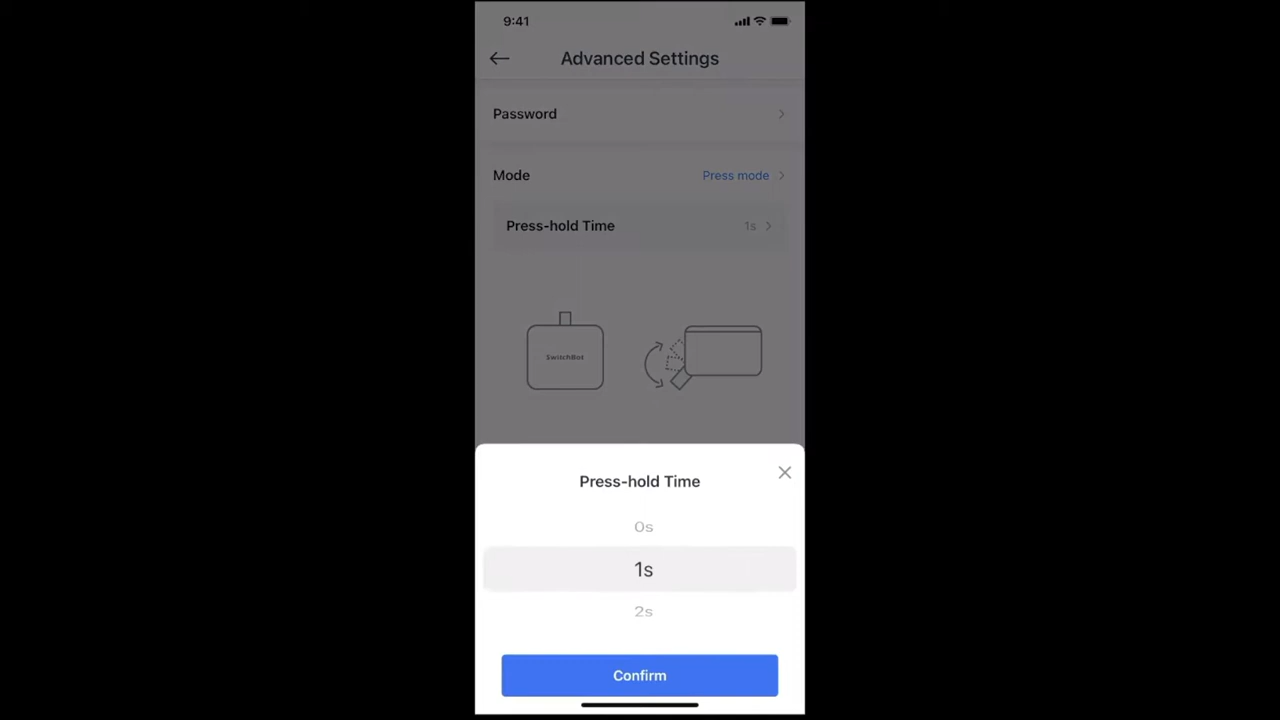 9:41
Advanced Settings
Password
Mode Press mode
Press-hold Time 1s
SwitchBot
Press-hold Time
0s
1s
2s
Confirm